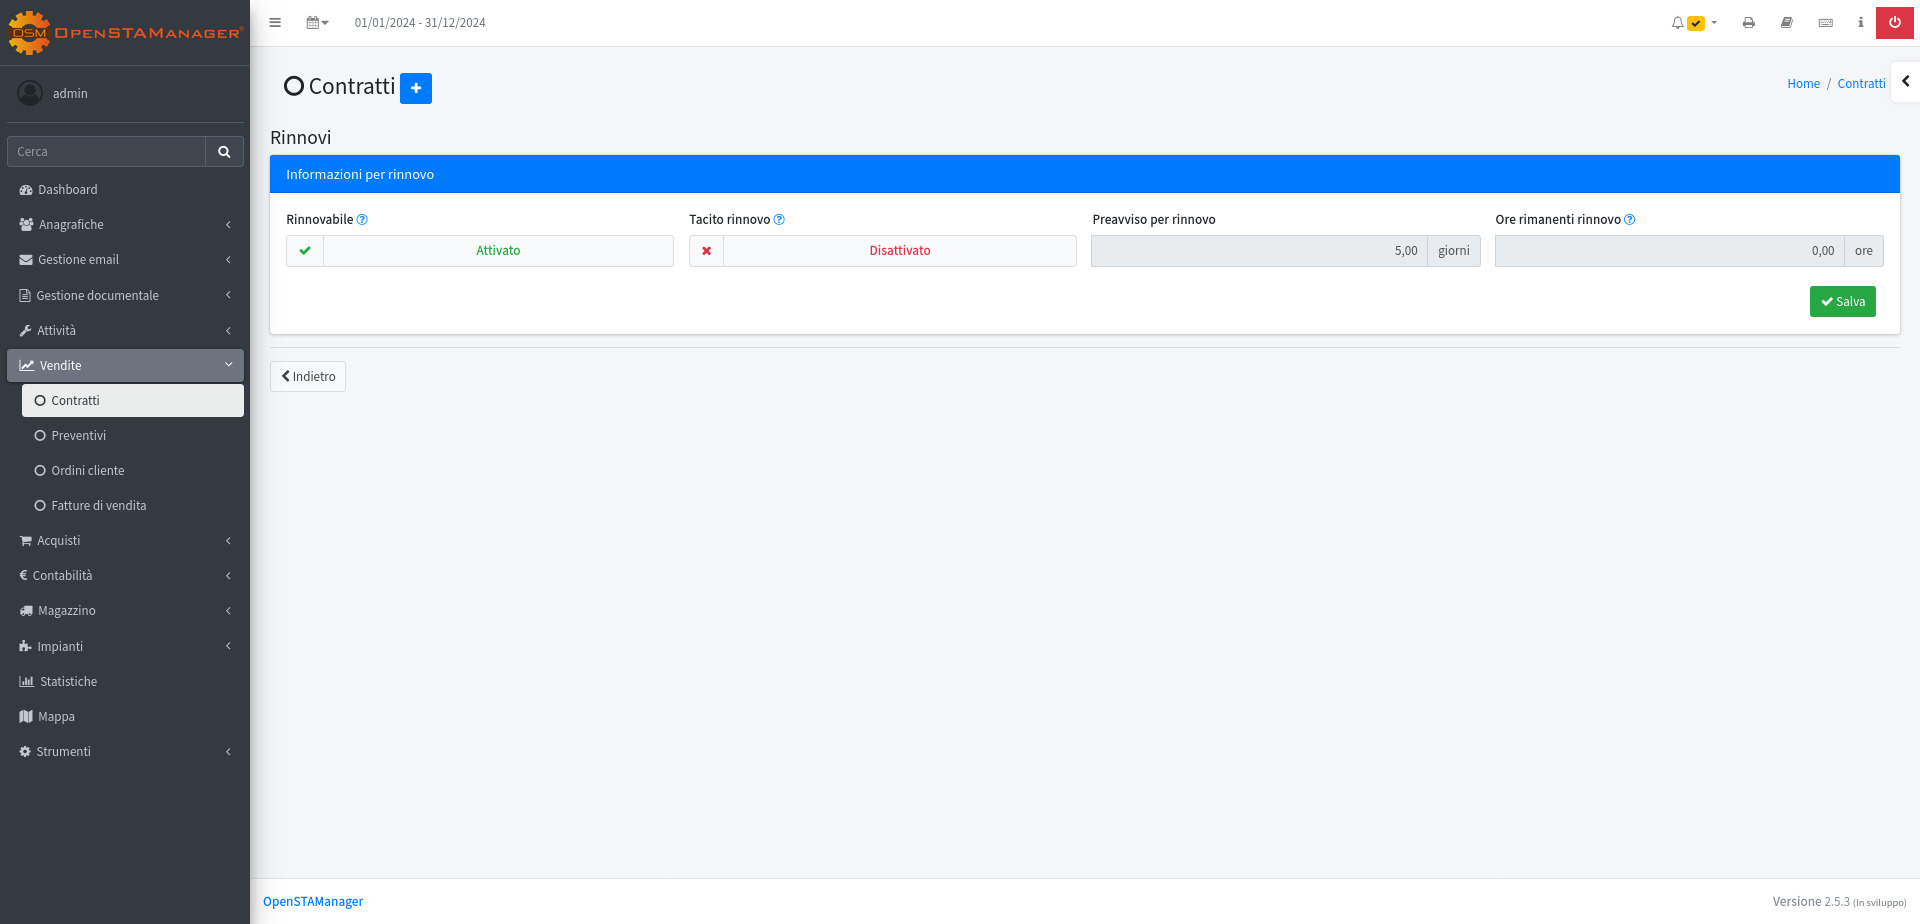 OSM OpenSTAManager®
01/01/2024 - 31/12/2024
admin
Cerca
Dashboard
Anagrafiche
Gestione email
Gestione documentale
Attività
Vendite
Contratti
Preventivi
Ordini cliente
Fatture di vendita
Acquisti
Contabilità
Magazzino
Impianti
Statistiche
Mappa
Strumenti
Contratti
Home / Contratti
Rinnovi
Informazioni per rinnovo
Rinnovabile Tacito rinnovo Preavviso per rinnovo Ore rimanenti rinnovo
Attivato Disattivato 5,00 giorni 0,00 ore
Salva
Indietro
OpenSTAManager Versione 2.5.3 (In sviluppo)